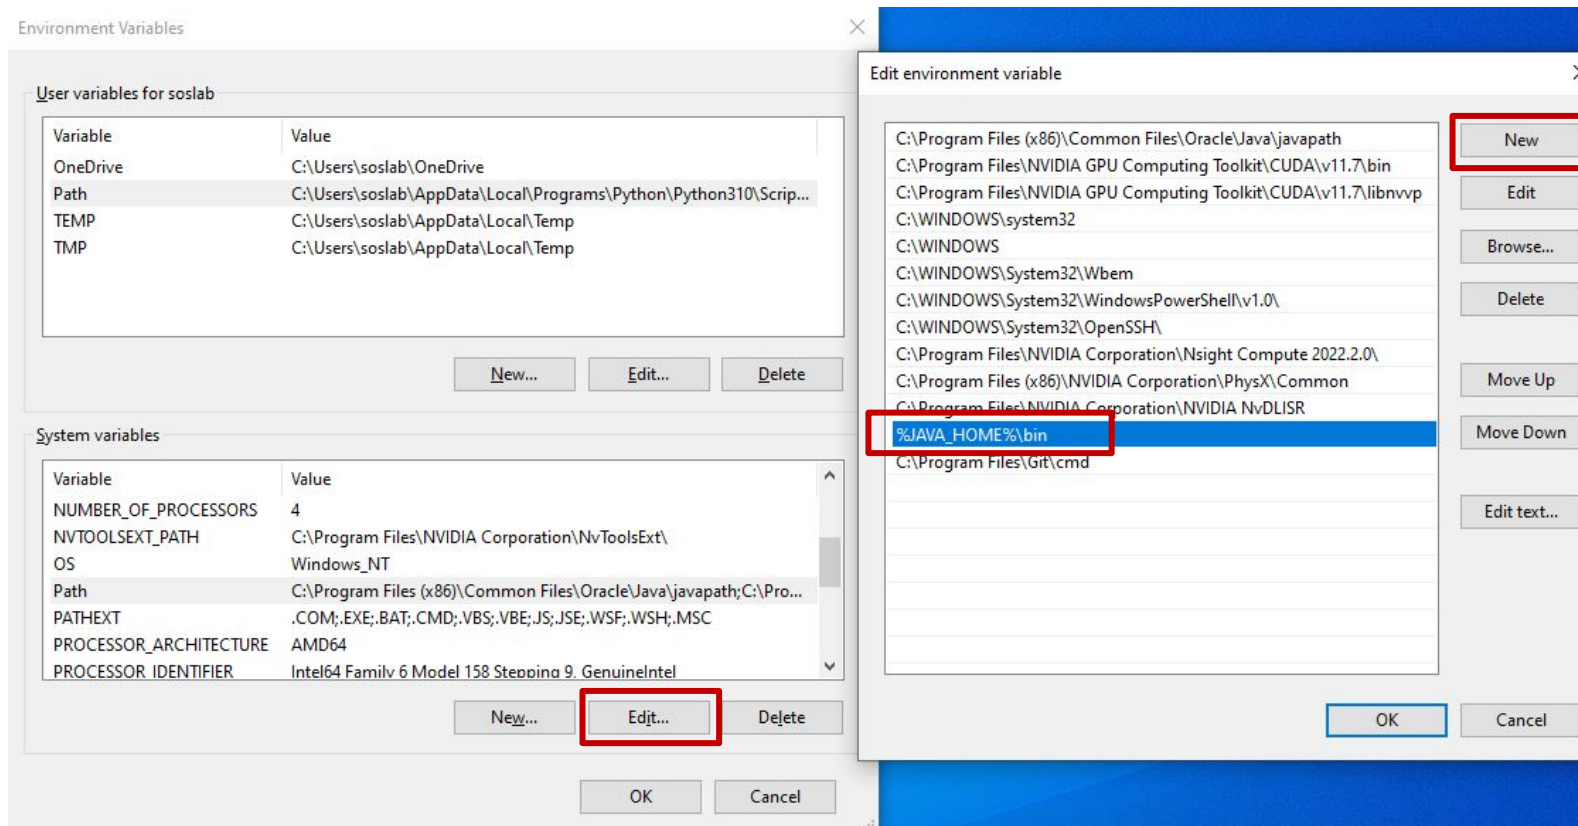 Environment Variables
User variables for soslab
Variable Value
OneDrive C:\Users\soslab\OneDrive
Path C:\Users\soslab\AppData\Local\Programs\Python\Python310\Scrip...
TEMP C:\Users\soslab\AppData\Local\Temp
TMP C:\Users\soslab\AppData\Local\Temp
New... Edit... Delete
System variables
Variable Value
NUMBER_OF_PROCESSORS 4
NVTOOLSEXT_PATH C:\Program Files\NVIDIA Corporation\NvToolsExt\
OS Windows_NT
Path C:\Program Files (x86)\Common Files\Oracle\Java\javapath;C:\Pro...
PATHEXT .COM;.EXE;.BAT;.CMD;.VBS;.VBE;.JS;.JSE;.WSF;.WSH;.MSC
PROCESSOR_ARCHITECTURE AMD64
PROCESSOR_IDENTIFIER Intel64 Family 6 Model 158 Stepping 9, GenuineIntel
New... Edit... Delete
OK Cancel
Edit environment variable
C:\Program Files (x86)\Common Files\Oracle\Java\javapath
C:\Program Files\NVIDIA GPU Computing Toolkit\CUDA\v11.7\bin
C:\Program Files\NVIDIA GPU Computing Toolkit\CUDA\v11.7\libnvvp
C:\WINDOWS\system32
C:\WINDOWS
C:\WINDOWS\System32\Wbem
C:\WINDOWS\System32\WindowsPowerShell\v1.0\
C:\WINDOWS\System32\OpenSSH\
C:\Program Files\NVIDIA Corporation\Nsight Compute 2022.2.0\
C:\Program Files (x86)\NVIDIA Corporation\PhysX\Common
C:\Program Files\NVIDIA Corporation\NVIDIA NvDLISR
%JAVA_HOME%\bin
C:\Program Files\Git\cmd
New
Edit
Browse...
Delete
Move Up
Move Down
Edit text...
OK Cancel